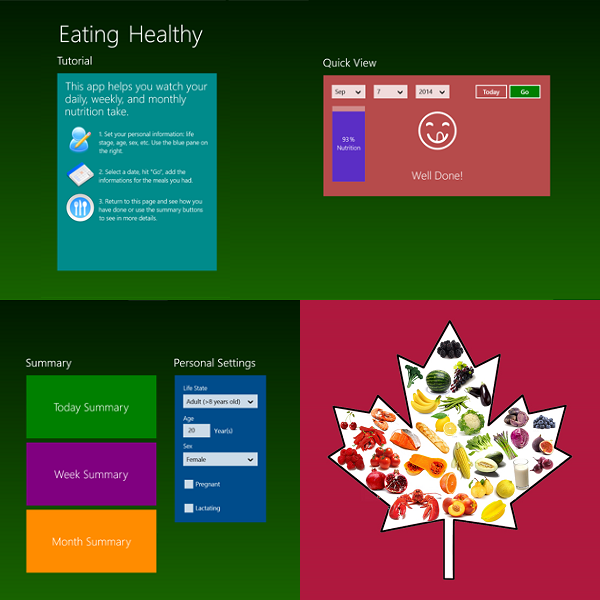 Eating Healthy
Tutorial
This app helps you watch your
daily, weekly, and monthly
nutrition take.
1. Set your personal information: life
stage, age, sex, etc. Use the blue pane on
the right.
2. Select a date, hit "Go", add the
informations for the meals you had.
3. Return to this page and see how you
have done or use the summary buttons
to see in more details.
Quick View
Sep 7 2014 Today Go
93%
Nutrition
Well Done!
Summary
Today Summary
Week Summary
Month Summary
Personal Settings
Life State
Adult (>8 years old)
Age
20 Year(s)
Sex
Female
Pregnant
Lactating